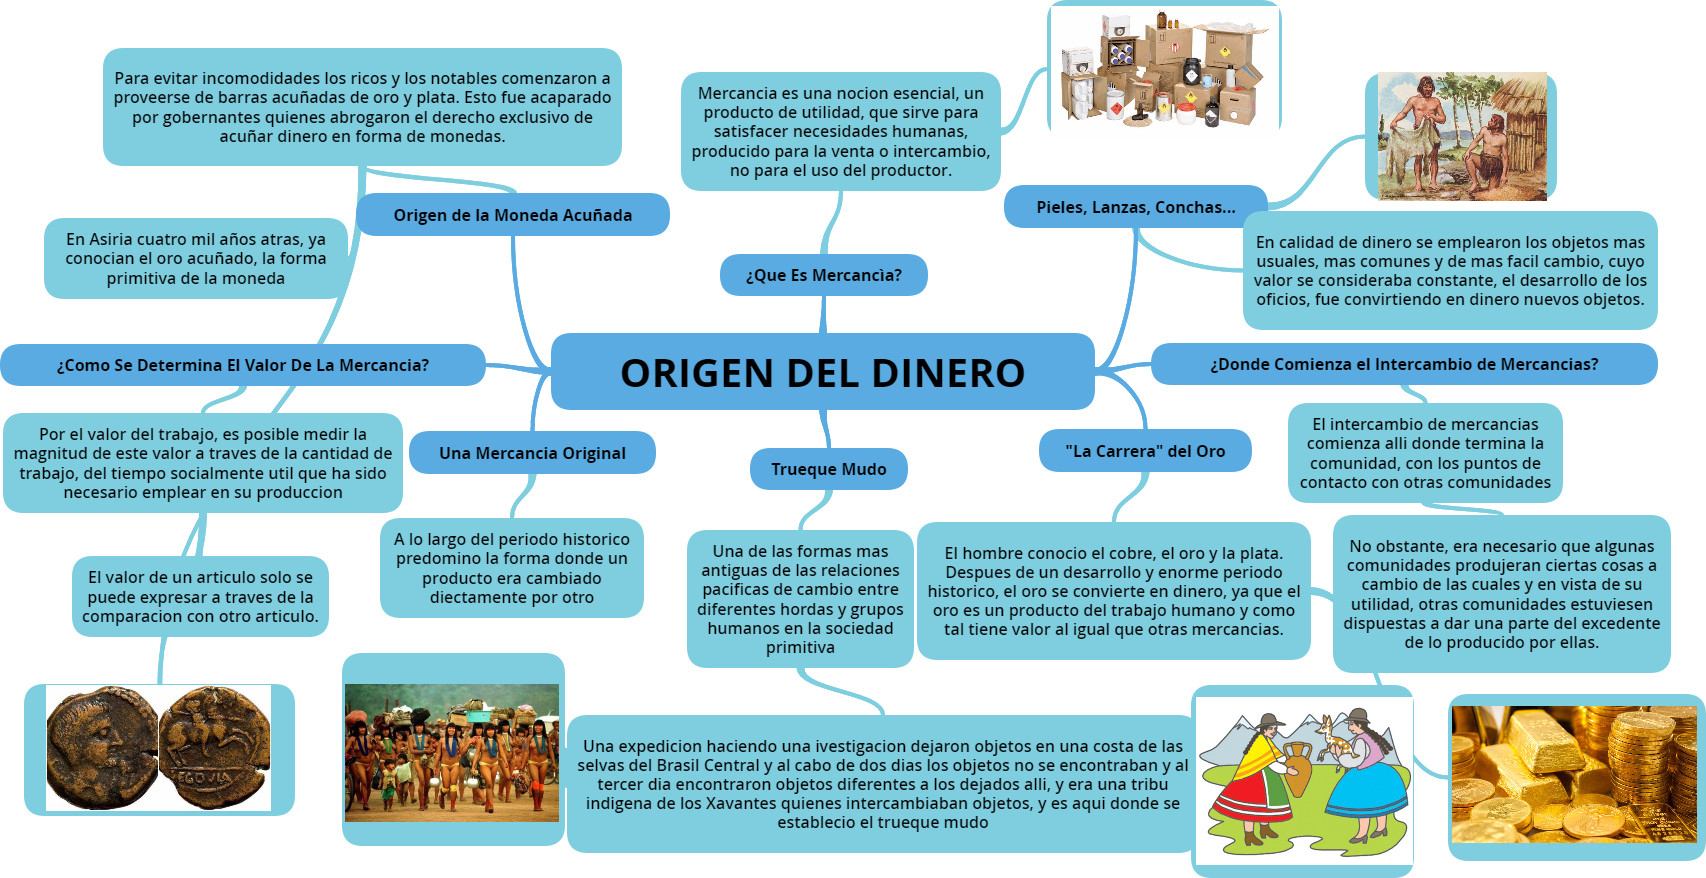 Para evitar incomodidades los ricos y los notables comenzaron a
proveerse de barras acuñadas de oro y plata. Esto fue acaparado
por gobernantes quienes abrogaron el derecho exclusivo de
acuñar dinero en forma de monedas.
Origen de la Moneda Acuñada
En Asiria cuatro mil años atras, ya
conocian el oro acuñado, la forma
primitiva de la moneda
Mercancia es una nocion esencial, un
producto de utilidad, que sirve para
satisfacer necesidades humanas,
producido para la venta o intercambio,
no para el uso del productor.
¿Que Es Mercancìa?
Pieles, Lanzas, Conchas...
En calidad de dinero se emplearon los objetos mas
usuales, mas comunes y de mas facil cambio, cuyo
valor se consideraba constante, el desarrollo de los
oficios, fue convirtiendo en dinero nuevos objetos.
ORIGEN DEL DINERO
¿Como Se Determina El Valor De La Mercancia?
Por el valor del trabajo, es posible medir la
magnitud de este valor a traves de la cantidad de
trabajo, del tiempo socialmente util que ha sido
necesario emplear en su produccion
El valor de un articulo solo se
puede expresar a traves de la
comparacion con otro articulo.
Una Mercancia Original
A lo largo del periodo historico
predomino la forma donde un
producto era cambiado
diectamente por otro
Trueque Mudo
Una de las formas mas
antiguas de las relaciones
pacificas de cambio entre
diferentes hordas y grupos
humanos en la sociedad
primitiva
Una expedicion haciendo una ivestigacion dejaron objetos en una costa de las
selvas del Brasil Central y al cabo de dos dias los objetos no se encontraban y al
tercer dia encontraron objetos diferentes a los dejados alli, y era una tribu
indigena de los Xavantes quienes intercambiaban objetos, y es aqui donde se
establecio el trueque mudo
"La Carrera" del Oro
El hombre conocio el cobre, el oro y la plata.
Despues de un desarrollo y enorme periodo
historico, el oro se convierte en dinero, ya que el
oro es un producto del trabajo humano y como
tal tiene valor al igual que otras mercancias.
¿Donde Comienza el Intercambio de Mercancias?
El intercambio de mercancias
comienza alli donde termina la
comunidad, con los puntos de
contacto con otras comunidades
No obstante, era necesario que algunas
comunidades produjeran ciertas cosas a
cambio de las cuales y en vista de su
utilidad, otras comunidades estuviesen
dispuestas a dar una parte del excedente
de lo producido por ellas.